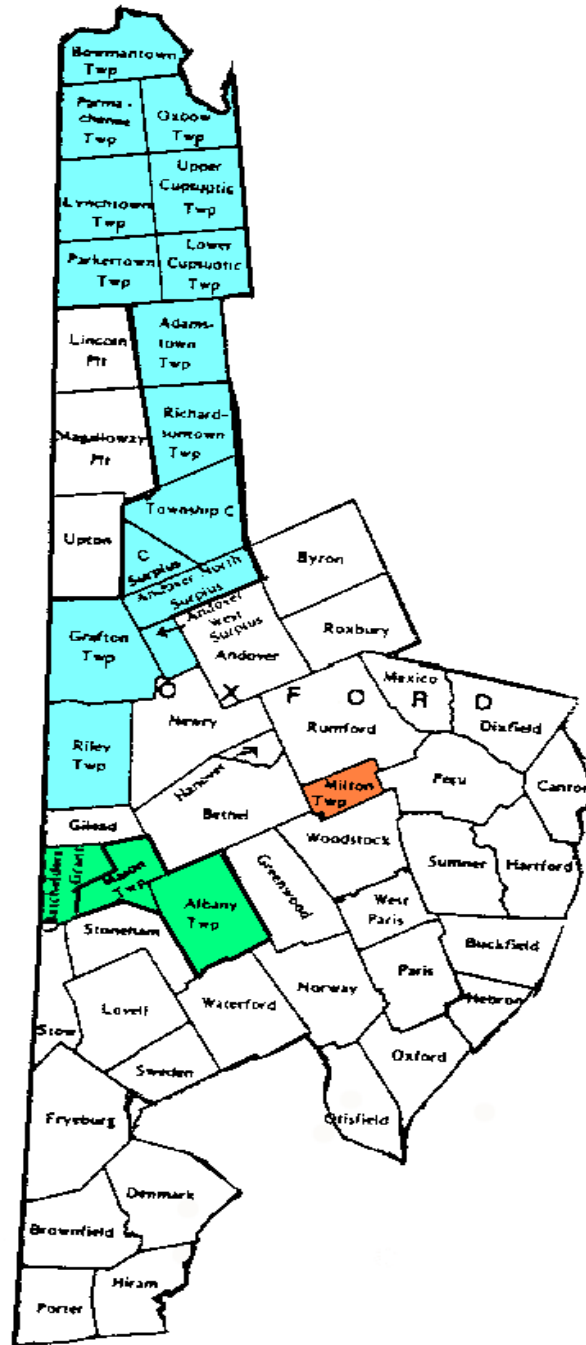 Bowmantown
Twp
Parma-
chenee
Twp
Oxbow
Twp
Upper
Cupsuptic
Twp
Lynchtown
Twp
Parkertown
Twp
Lower
Cupsuptic
Twp
Lincoln
Plt
Adams-
town
Twp
Magalloway
Plt
Richard-
sontown
Twp
Township C
Upton
C
Surplus
Andover North
Surplus
Byron
Andover
West Surplus
Grafton
Twp
Andover
Roxbury
O X F O R D
Mexico
Newry
Rumford
Dixfield
Riley
Twp
Hanover
Milton
Twp
Peru
Canton
Gilead
Bethel
Woodstock
Batchelders
Grant
Mason
Twp
Greenwood
Sumner
Hartford
Albany
Twp
West
Paris
Stoneham
Buckfield
Lovell
Waterford
Norway
Paris
Hebron
Stow
Sweden
Oxford
Fryeburg
Otisfield
Denmark
Brownfield
Hiram
Porter